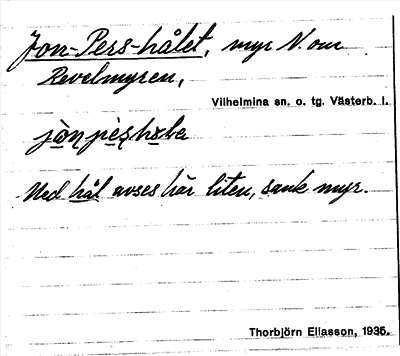 Jon-Pers-hålet, myr N. om
Revelmyren,
Vilhelmina sn. o. tg. Västerb. l.
Med hål avses här liten, sank myr.
Thorbjörn Eliasson, 1935.